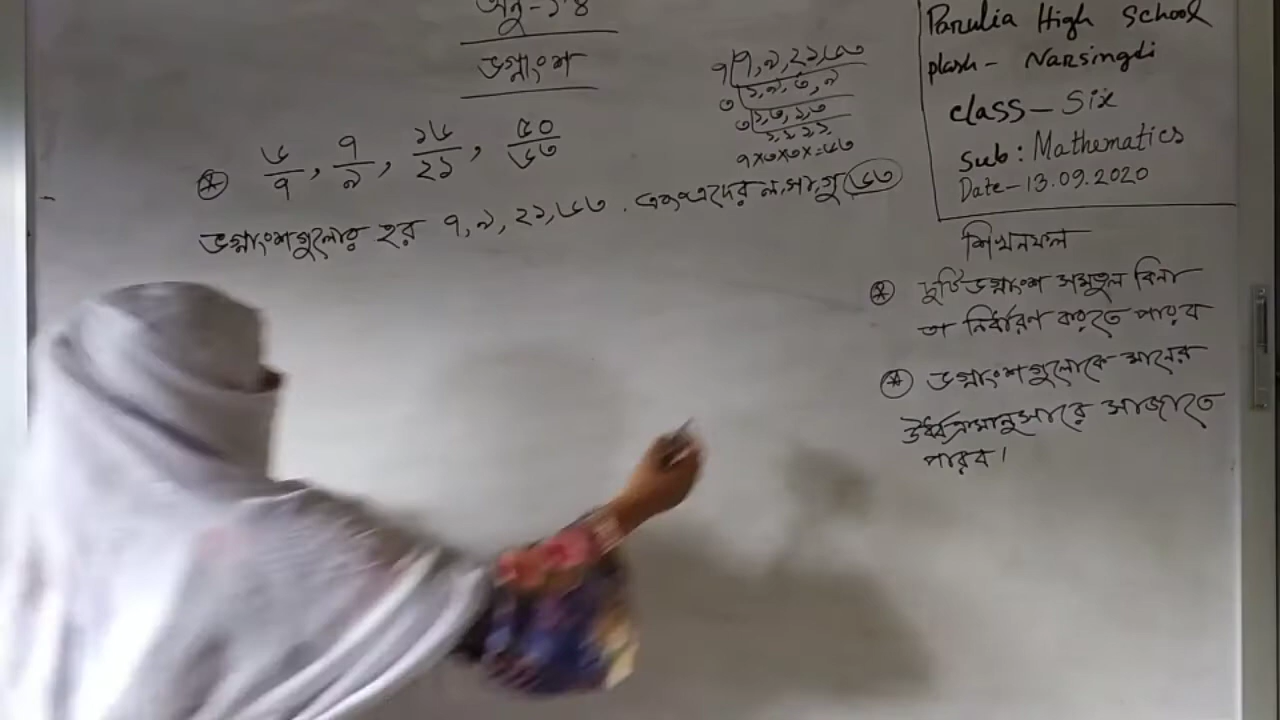 অনু-১.৪
ভগ্নাংশ
৭|৭, ৯, ২১, ৬৩
৩|১, ৯, ৩, ৯
৩|১, ৩, ১, ৩
১, ১, ১, ১
৭×৩×৩×=৬৩
* ৬/৭, ৭/৯, ১৬/২১, ৫০/৬৩
ভগ্নাংশগুলোর হর ৭, ৯, ২১, ৬৩. এবং এদের ল,সা,গু ৬৩
Parulia High School
plash- Narsingdi
class- Six
Sub: Mathematics
Date-13.09.2020
শিখনফল
* দুটি ভগ্নাংশ সমতুল কিনা
তা নির্ধারণ করতে পারব
* ভগ্নাংশগুলোকে মানের
ঊর্ধ্বক্রমানুসারে সাজাতে
পারব।